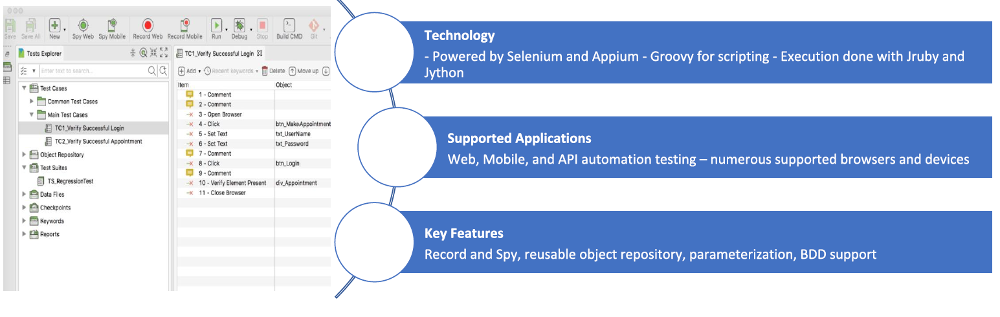 Save Save All New Spy Web Spy Mobile Record Web Record Mobile Run Debug Stop Build CMD Git
Tests Explorer
Enter text to search...
Test Cases
Common Test Cases
Main Test Cases
TC1_Verify Successful Login
TC2_Verify Successful Appointment
Object Repository
Test Suites
TS_RegressionTest
Data Files
Checkpoints
Keywords
Reports
TC1_Verify Successful Login
Add Recent keywords Delete Move up
Item Object
1 - Comment
2 - Comment
3 - Open Browser
4 - Click btn_MakeAppointment
5 - Set Text txt_UserName
6 - Set Text txt_Password
7 - Comment
8 - Click btn_Login
9 - Comment
10 - Verify Element Present div_Appointment
11 - Close Browser
Technology
- Powered by Selenium and Appium - Groovy for scripting - Execution done with Jruby and
Jython
Supported Applications
Web, Mobile, and API automation testing – numerous supported browsers and devices
Key Features
Record and Spy, reusable object repository, parameterization, BDD support